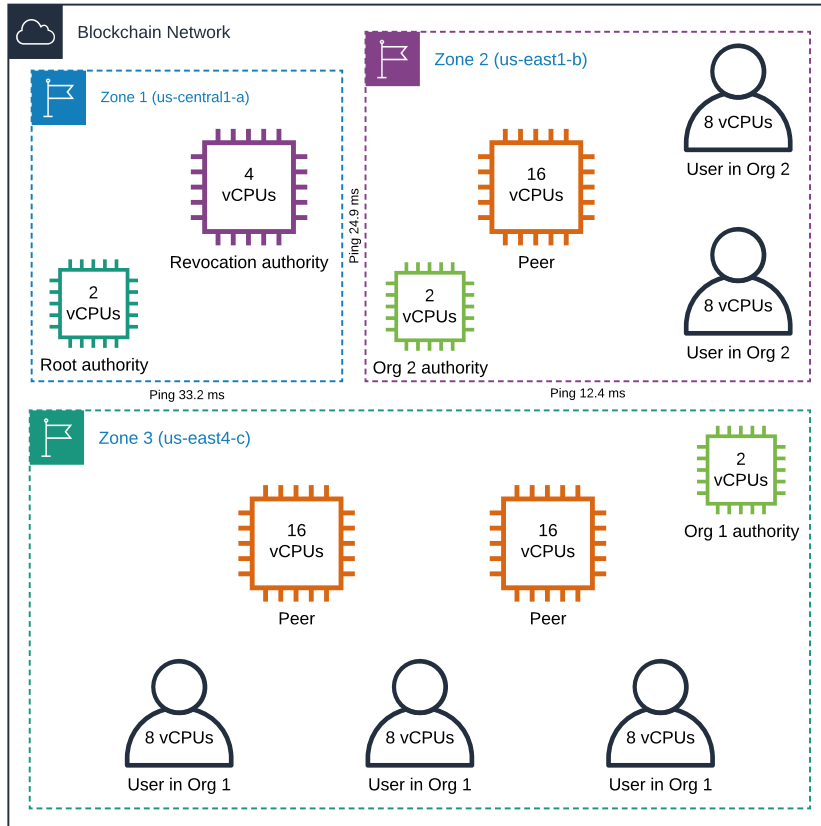 Blockchain Network
Zone 1 (us-central1-a)
4
vCPUs
Revocation authority
2
vCPUs
Root authority
Ping 24.9 ms
Zone 2 (us-east1-b)
16
vCPUs
Peer
2
vCPUs
Org 2 authority
8 vCPUs
User in Org 2
8 vCPUs
User in Org 2
Ping 33.2 ms
Ping 12.4 ms
Zone 3 (us-east4-c)
2
vCPUs
Org 1 authority
16
vCPUs
Peer
16
vCPUs
Peer
8 vCPUs
User in Org 1
8 vCPUs
User in Org 1
8 vCPUs
User in Org 1